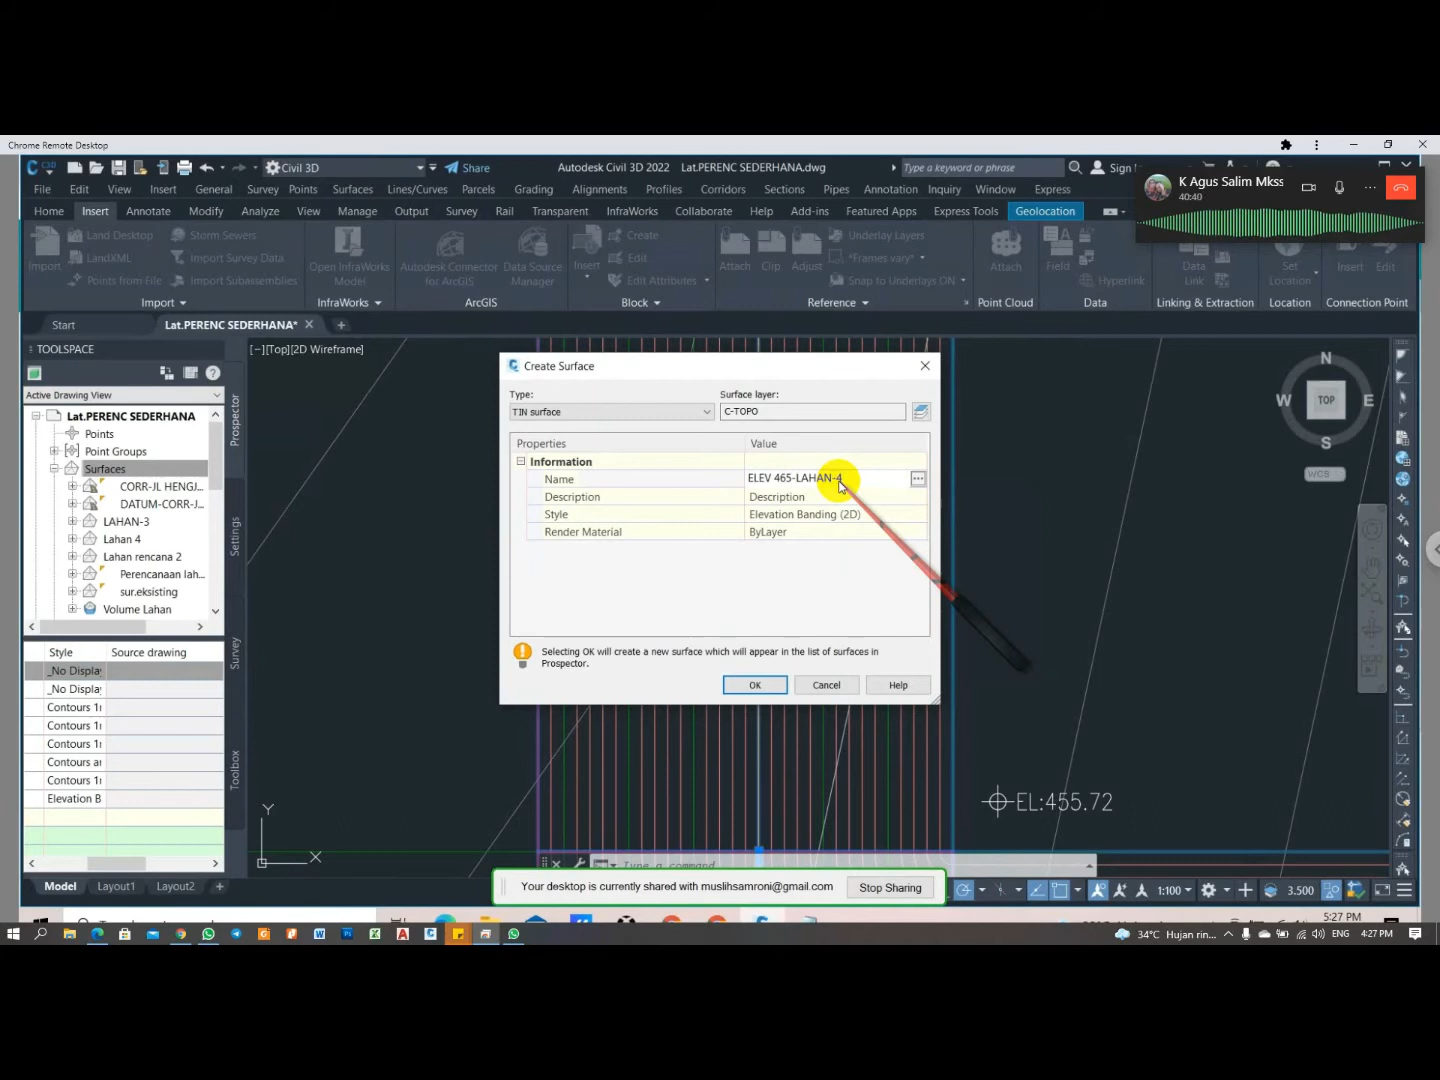 Chrome Remote Desktop
Civil 3D
Share
Autodesk Civil 3D 2022 Lat.PERENC SEDERHANA.dwg
Type a keyword or phrase
Sign
K Agus Salim Mkss
40:40
File Edit View Insert General Survey Points Surfaces Lines/Curves Parcels Grading Alignments Profiles Corridors Sections Pipes Annotation Inquiry Window Express
Home Insert Annotate Modify Analyze View Manage Output Survey Rail Transparent InfraWorks Collaborate Help Add-ins Featured Apps Express Tools Geolocation
Land Desktop Storm Sewers Create Underlay Layers
Import LandXML Import Survey Data Open InfraWorks Model Autodesk Connector for ArcGIS Data Source Manager Insert Edit Attach Clip Adjust *Frames vary* Attach Field Data Link Set Location Insert Edit
Points from File Import Subassemblies Edit Attributes Snap to Underlays ON Hyperlink
Import InfraWorks ArcGIS Block Reference Point Cloud Data Linking & Extraction Location Connection Point
Start Lat.PERENC SEDERHANA*
TOOLSPACE
[−][Top][2D Wireframe]
Active Drawing View
Lat.PERENC SEDERHANA
Points
Point Groups
Surfaces
CORR-JL HENGJ...
DATUM-CORR-J...
LAHAN-3
Lahan 4
Lahan rencana 2
Perencanaan lah...
sur.eksisting
Volume Lahan
Prospector
Settings
Survey
Toolbox
Style Source drawing
_No Displa
_No Displa
Contours 1
Contours 1
Contours 1
Contours a
Contours 1
Elevation B
Create Surface
Type: Surface layer:
TIN surface C-TOPO
Properties Value
Information
Name ELEV 465-LAHAN-4
Description Description
Style Elevation Banding (2D)
Render Material ByLayer
Selecting OK will create a new surface which will appear in the list of surfaces in
Prospector.
OK Cancel Help
N
W TOP E
S
WCS
EL:455.72
Y
X
Type a command
Model Layout1 Layout2
Your desktop is currently shared with muslihsamroni@gmail.com Stop Sharing
1:100 3.500
5:27 PM
34°C Hujan rin... ENG 4:27 PM